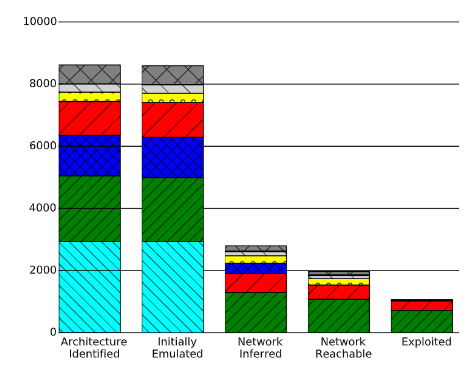 10000
8000
6000
4000
2000
0
Architecture Identified
Initially Emulated
Network Inferred
Network Reachable
Exploited